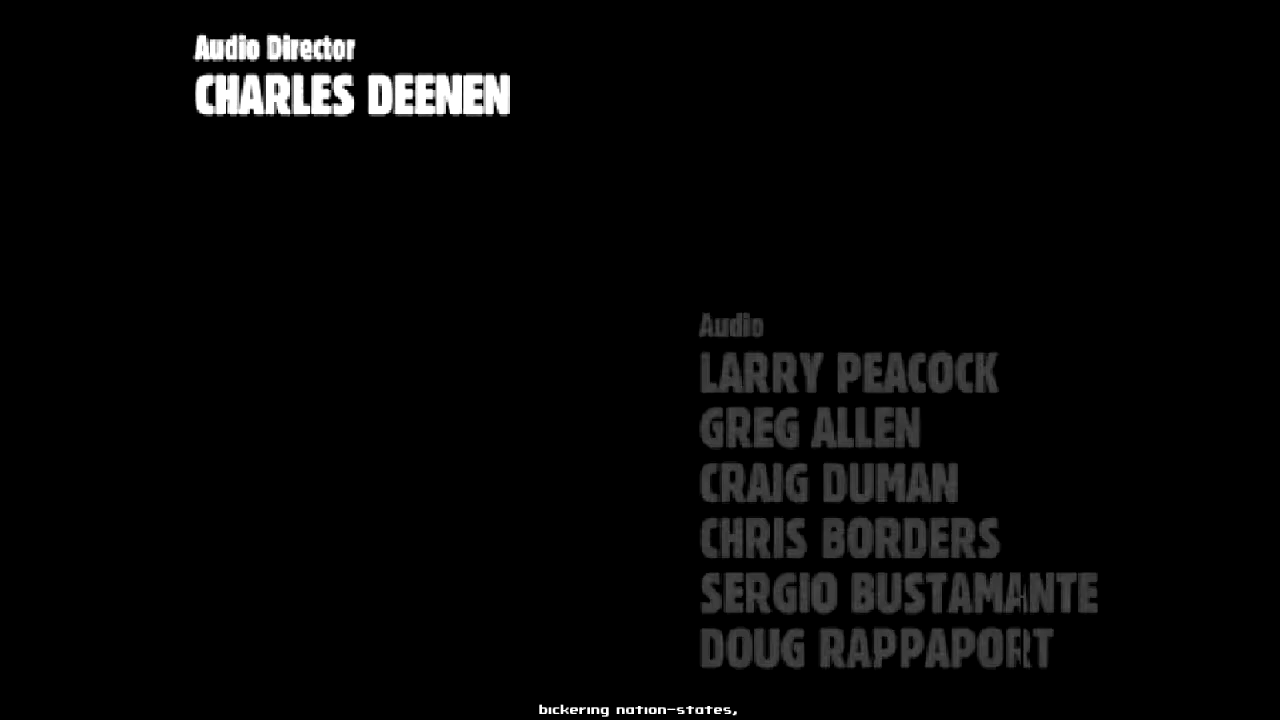 Audio Director
CHARLES DEENEN
Audio
LARRY PEACOCK
GREG ALLEN
CRAIG DUMAN
CHRIS BORDERS
SERGIO BUSTAMANTE
DOUG RAPPAPORT
bickering nation-states,